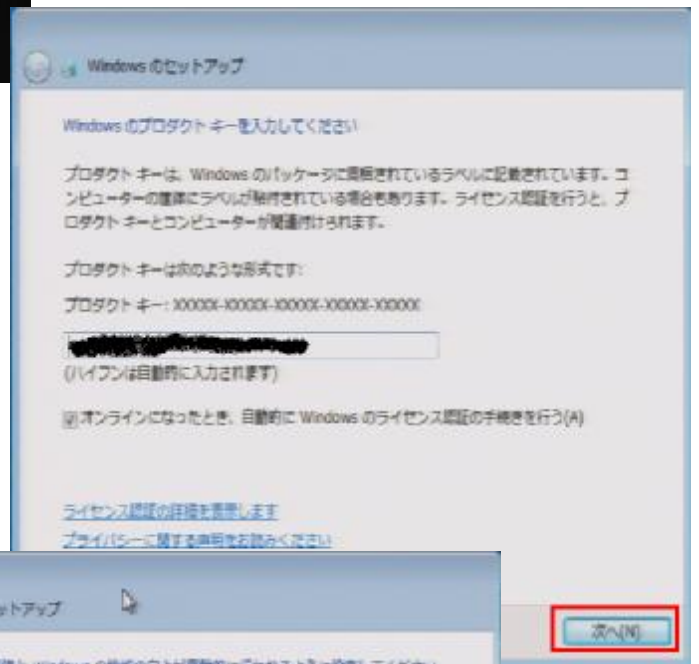 Windows のセットアップ
Windows のプロダクト キーを入力してください
プロダクト キーは、Windows のパッケージに同梱されているラベルに記載されています。コ
ンピューターの筐体にラベルが貼付されている場合もあります。ライセンス認証を行うと、プ
ロダクト キーとコンピューターが関連付けられます。
プロダクト キーは次のような形式です:
プロダクト キー: XXXXX-XXXXX-XXXXX-XXXXX-XXXXX
(ハイフンは自動的に入力されます)
オンラインになったとき、自動的に Windows のライセンス認証の手続きを行う(A)
ライセンス認証の詳細を表示します
プライバシーに関する声明をお読みください
次へ(N)
ットアップ